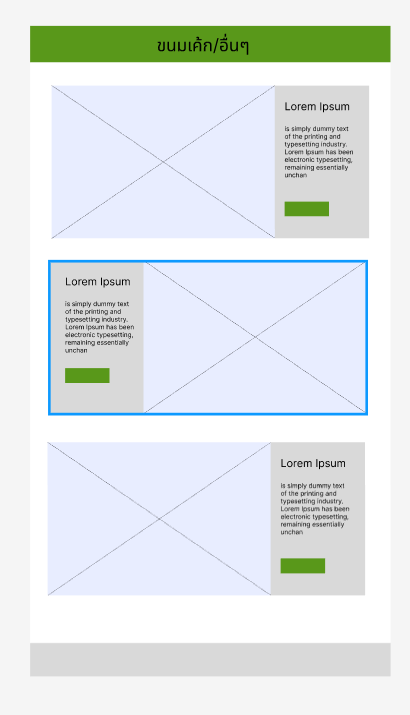 ขนมเค้ก/อื่นๆ
Lorem Ipsum
is simply dummy text
of the printing and
typesetting industry.
Lorem Ipsum has been
electronic typesetting,
remaining essentially
unchan
Lorem Ipsum
is simply dummy text
of the printing and
typesetting industry.
Lorem Ipsum has been
electronic typesetting,
remaining essentially
unchan
Lorem Ipsum
is simply dummy text
of the printing and
typesetting industry.
Lorem Ipsum has been
electronic typesetting,
remaining essentially
unchan